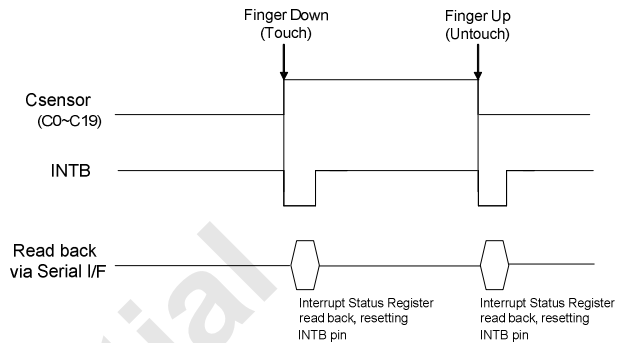 Finger Down
(Touch)
Finger Up
(Untouch)
Csensor
(C0~C19)
INTB
Read back
via Serial I/F
Interrupt Status Register
read back, resetting
INTB pin
Interrupt Status Register
read back, resetting
INTB pin
tial